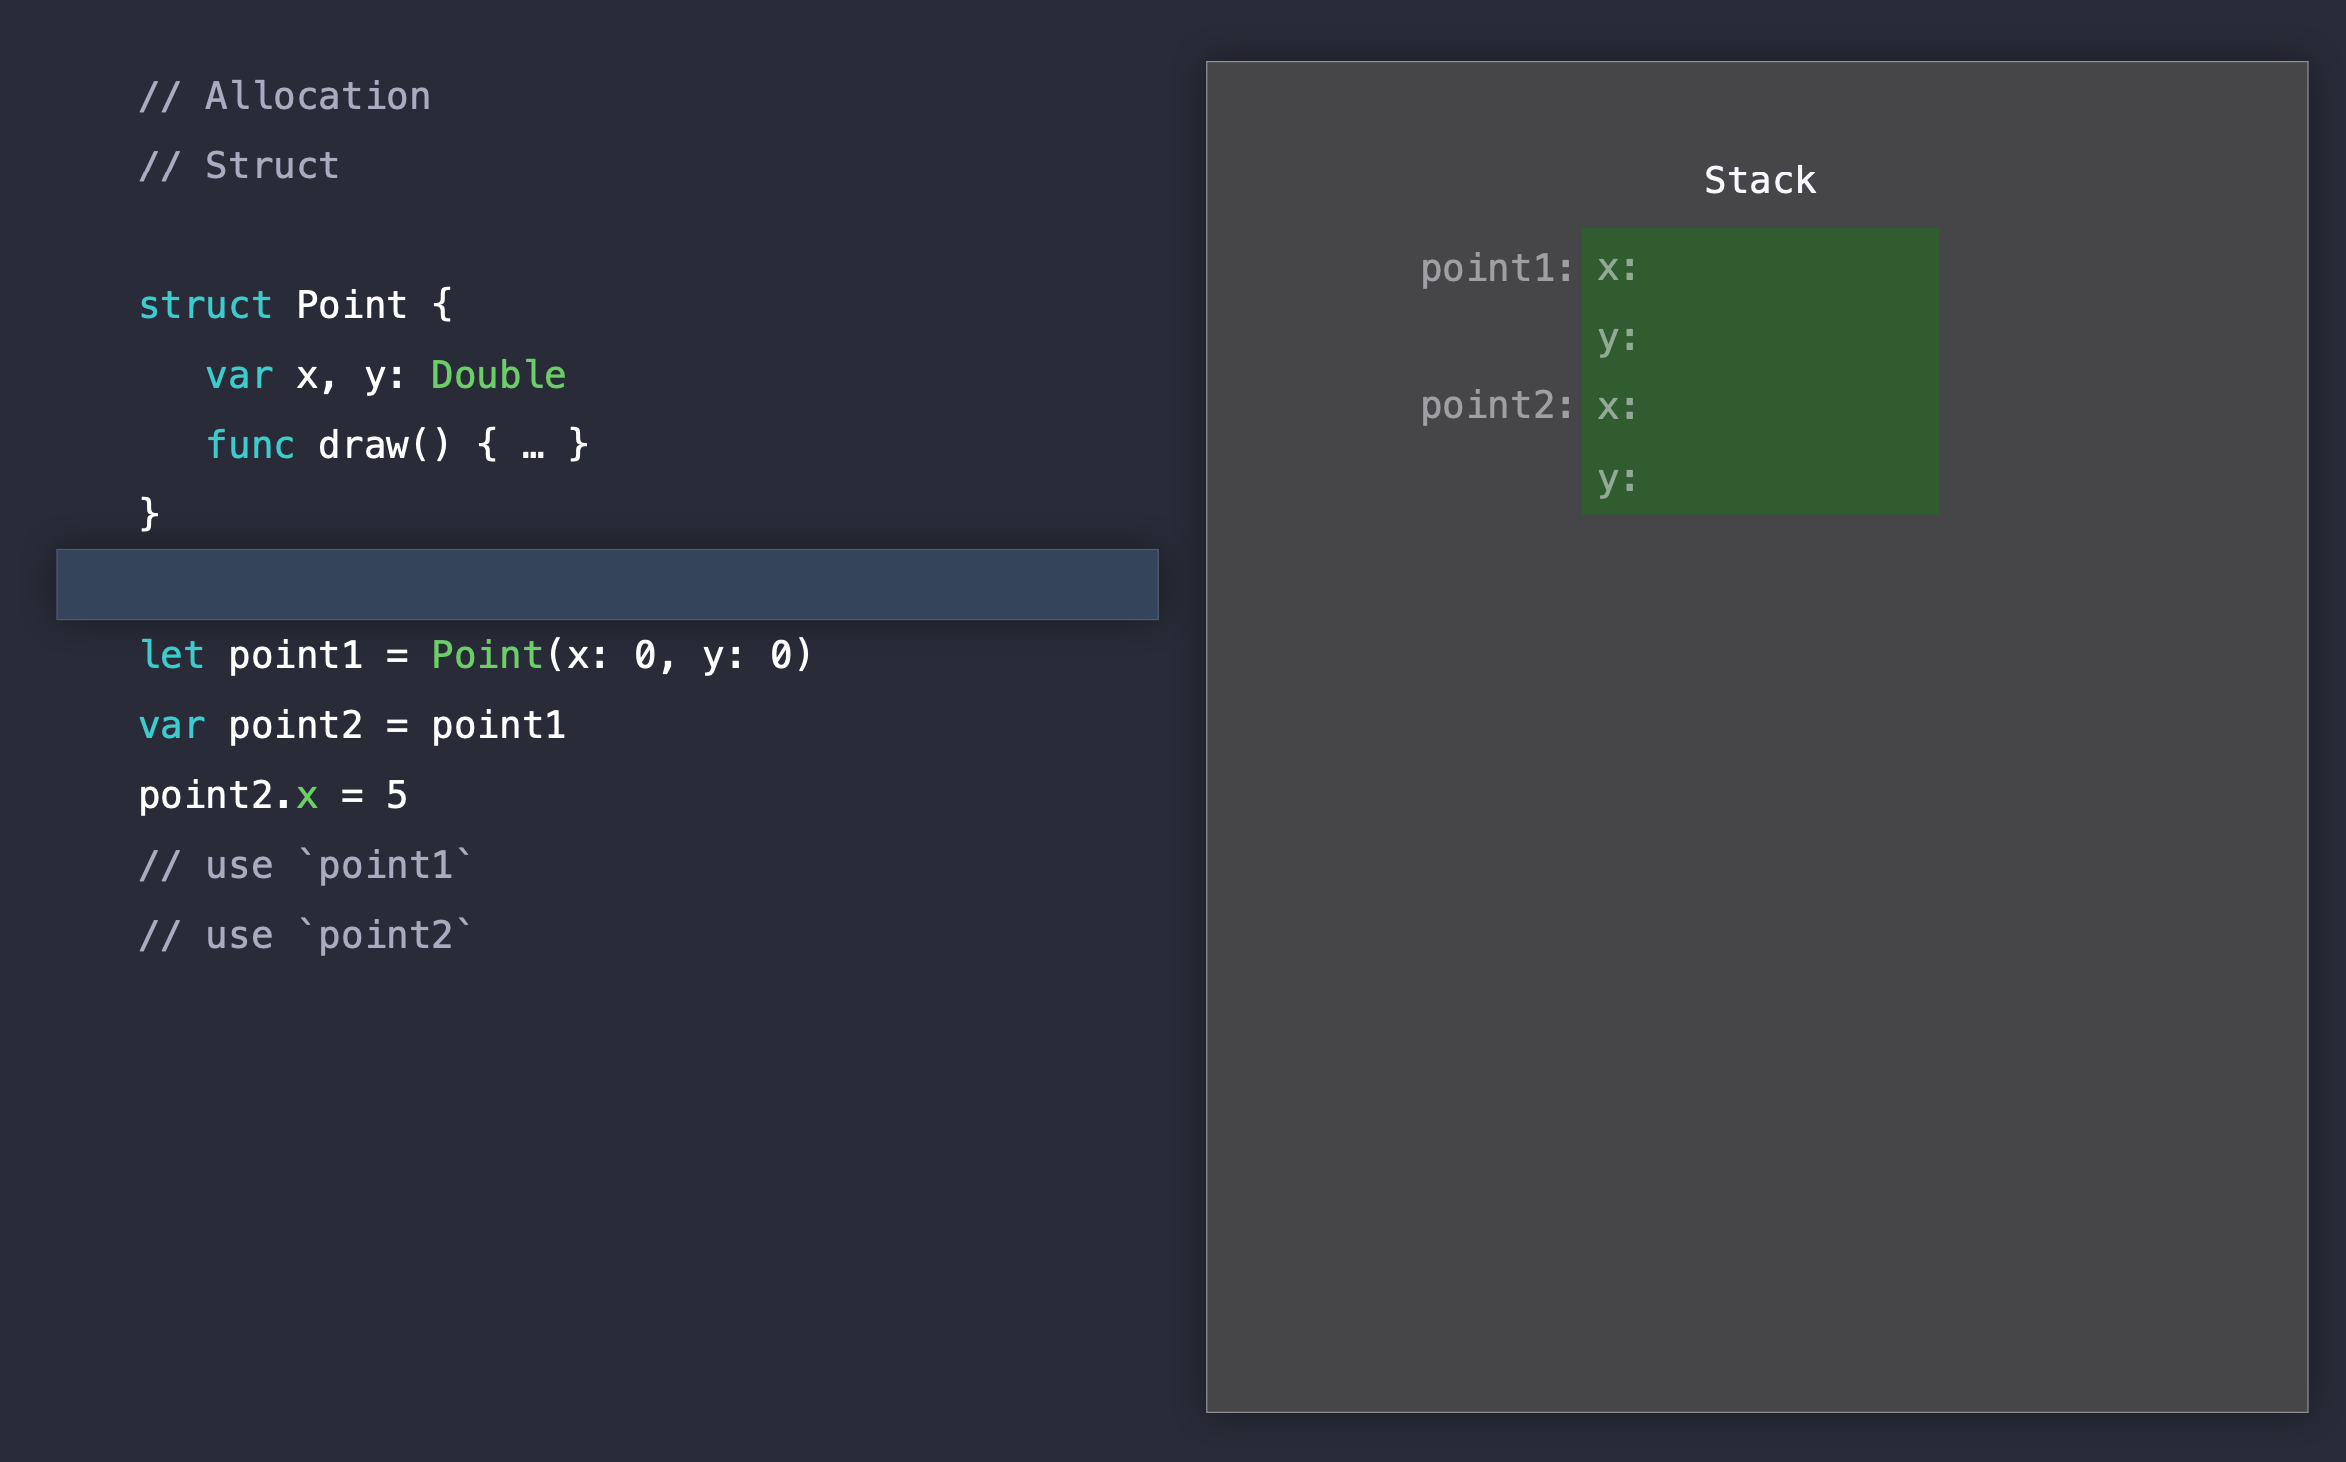 // Allocation
// Struct
struct Point {
var x, y: Double
func draw() { … }
}
let point1 = Point(x: 0, y: 0)
var point2 = point1
point2.x = 5
// use `point1`
// use `point2`
Stack
point1: x:
y:
point2: x:
y: